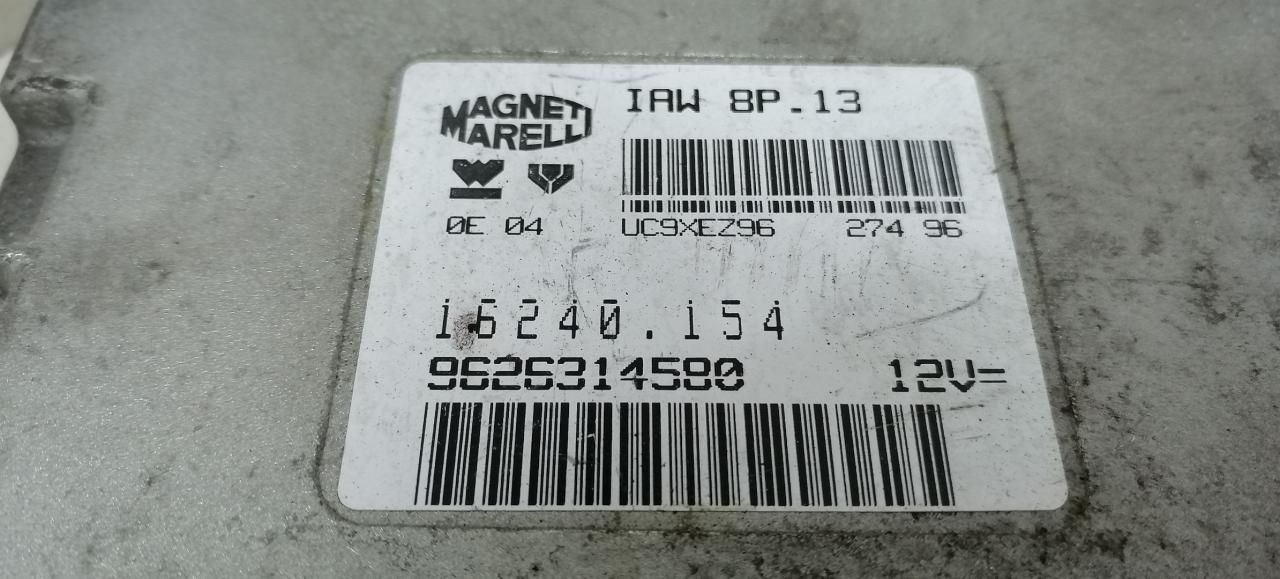 MAGNETI
MARELLI
IAW 8P.13
0E 04
UC9XEZ96 274 96
16240.154
9626314580 12V=